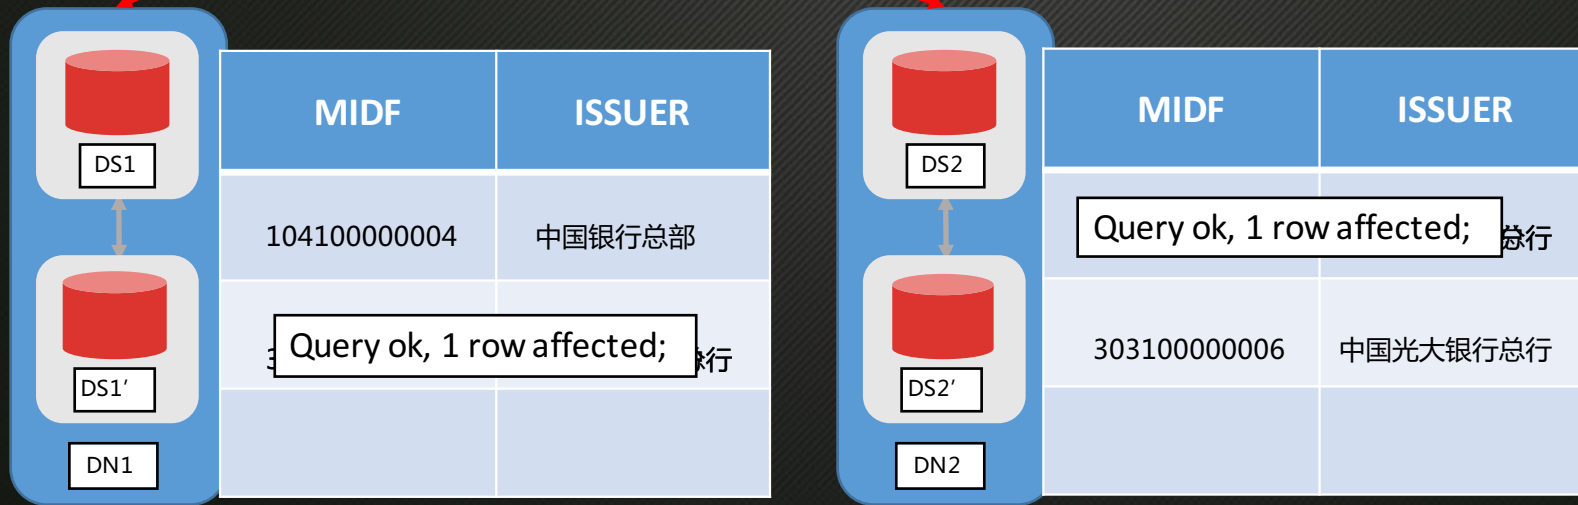 DS1
DS1′
DN1
MIDF
ISSUER
104100000004
中国银行总部
Query ok, 1 row affected;
行
DS2
DS2′
DN2
MIDF
ISSUER
Query ok, 1 row affected;
行
303100000006
中国光大银行总行